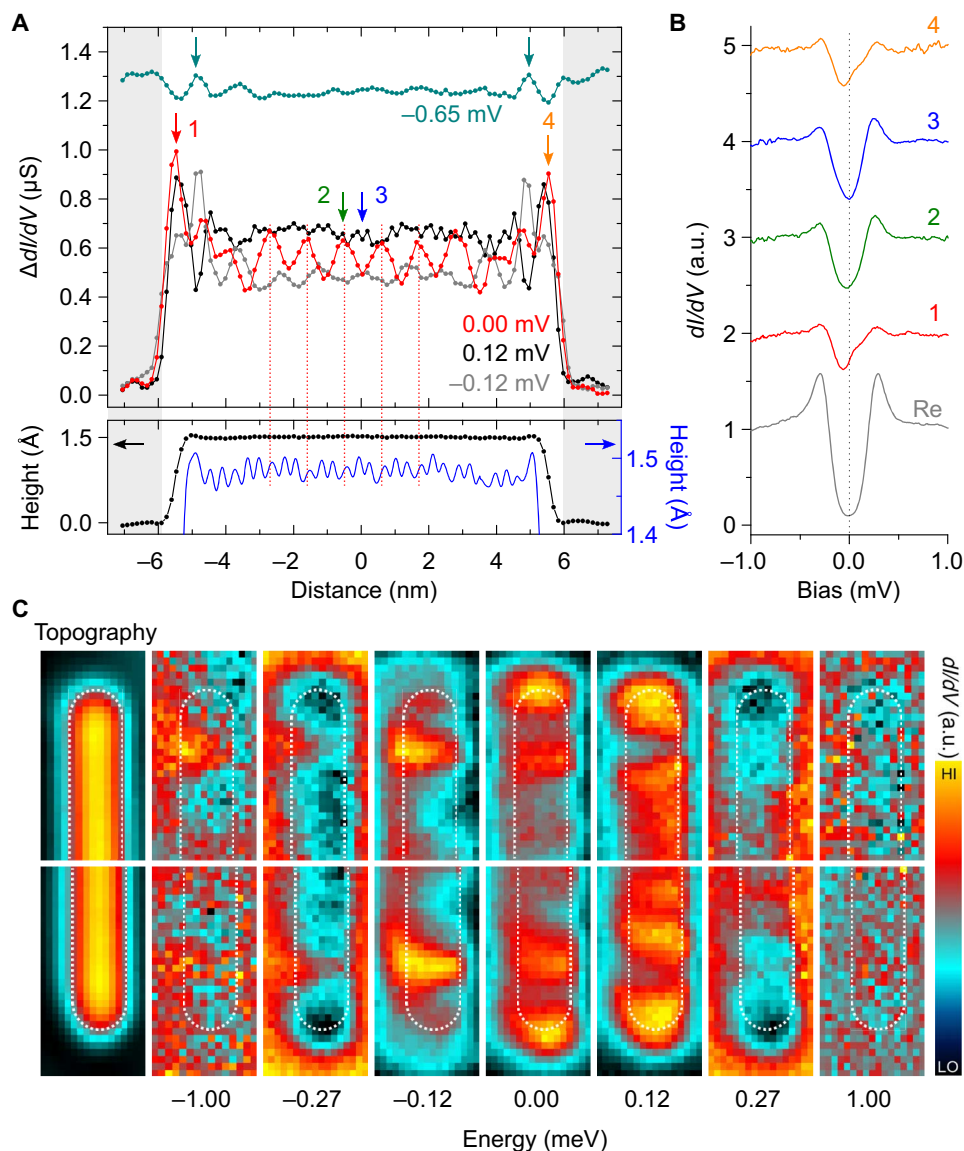 A
1.4
1.2
1.0
0.8
0.6
0.4
0.2
0.0
ΔdI/dV (µS)
–0.65 mV
1
2
3
4
0.00 mV
0.12 mV
–0.12 mV
Height (Å)
1.5
0.0
Height (Å)
1.5
1.4
–6
–4
–2
0
2
4
6
Distance (nm)
B
5
4
3
2
1
0
dI/dV (a.u.)
4
3
2
1
Re
–1.0
0.0
1.0
Bias (mV)
C
Topography
dI/dV (a.u.)
HI
LO
–1.00
–0.27
–0.12
0.00
0.12
0.27
1.00
Energy (meV)